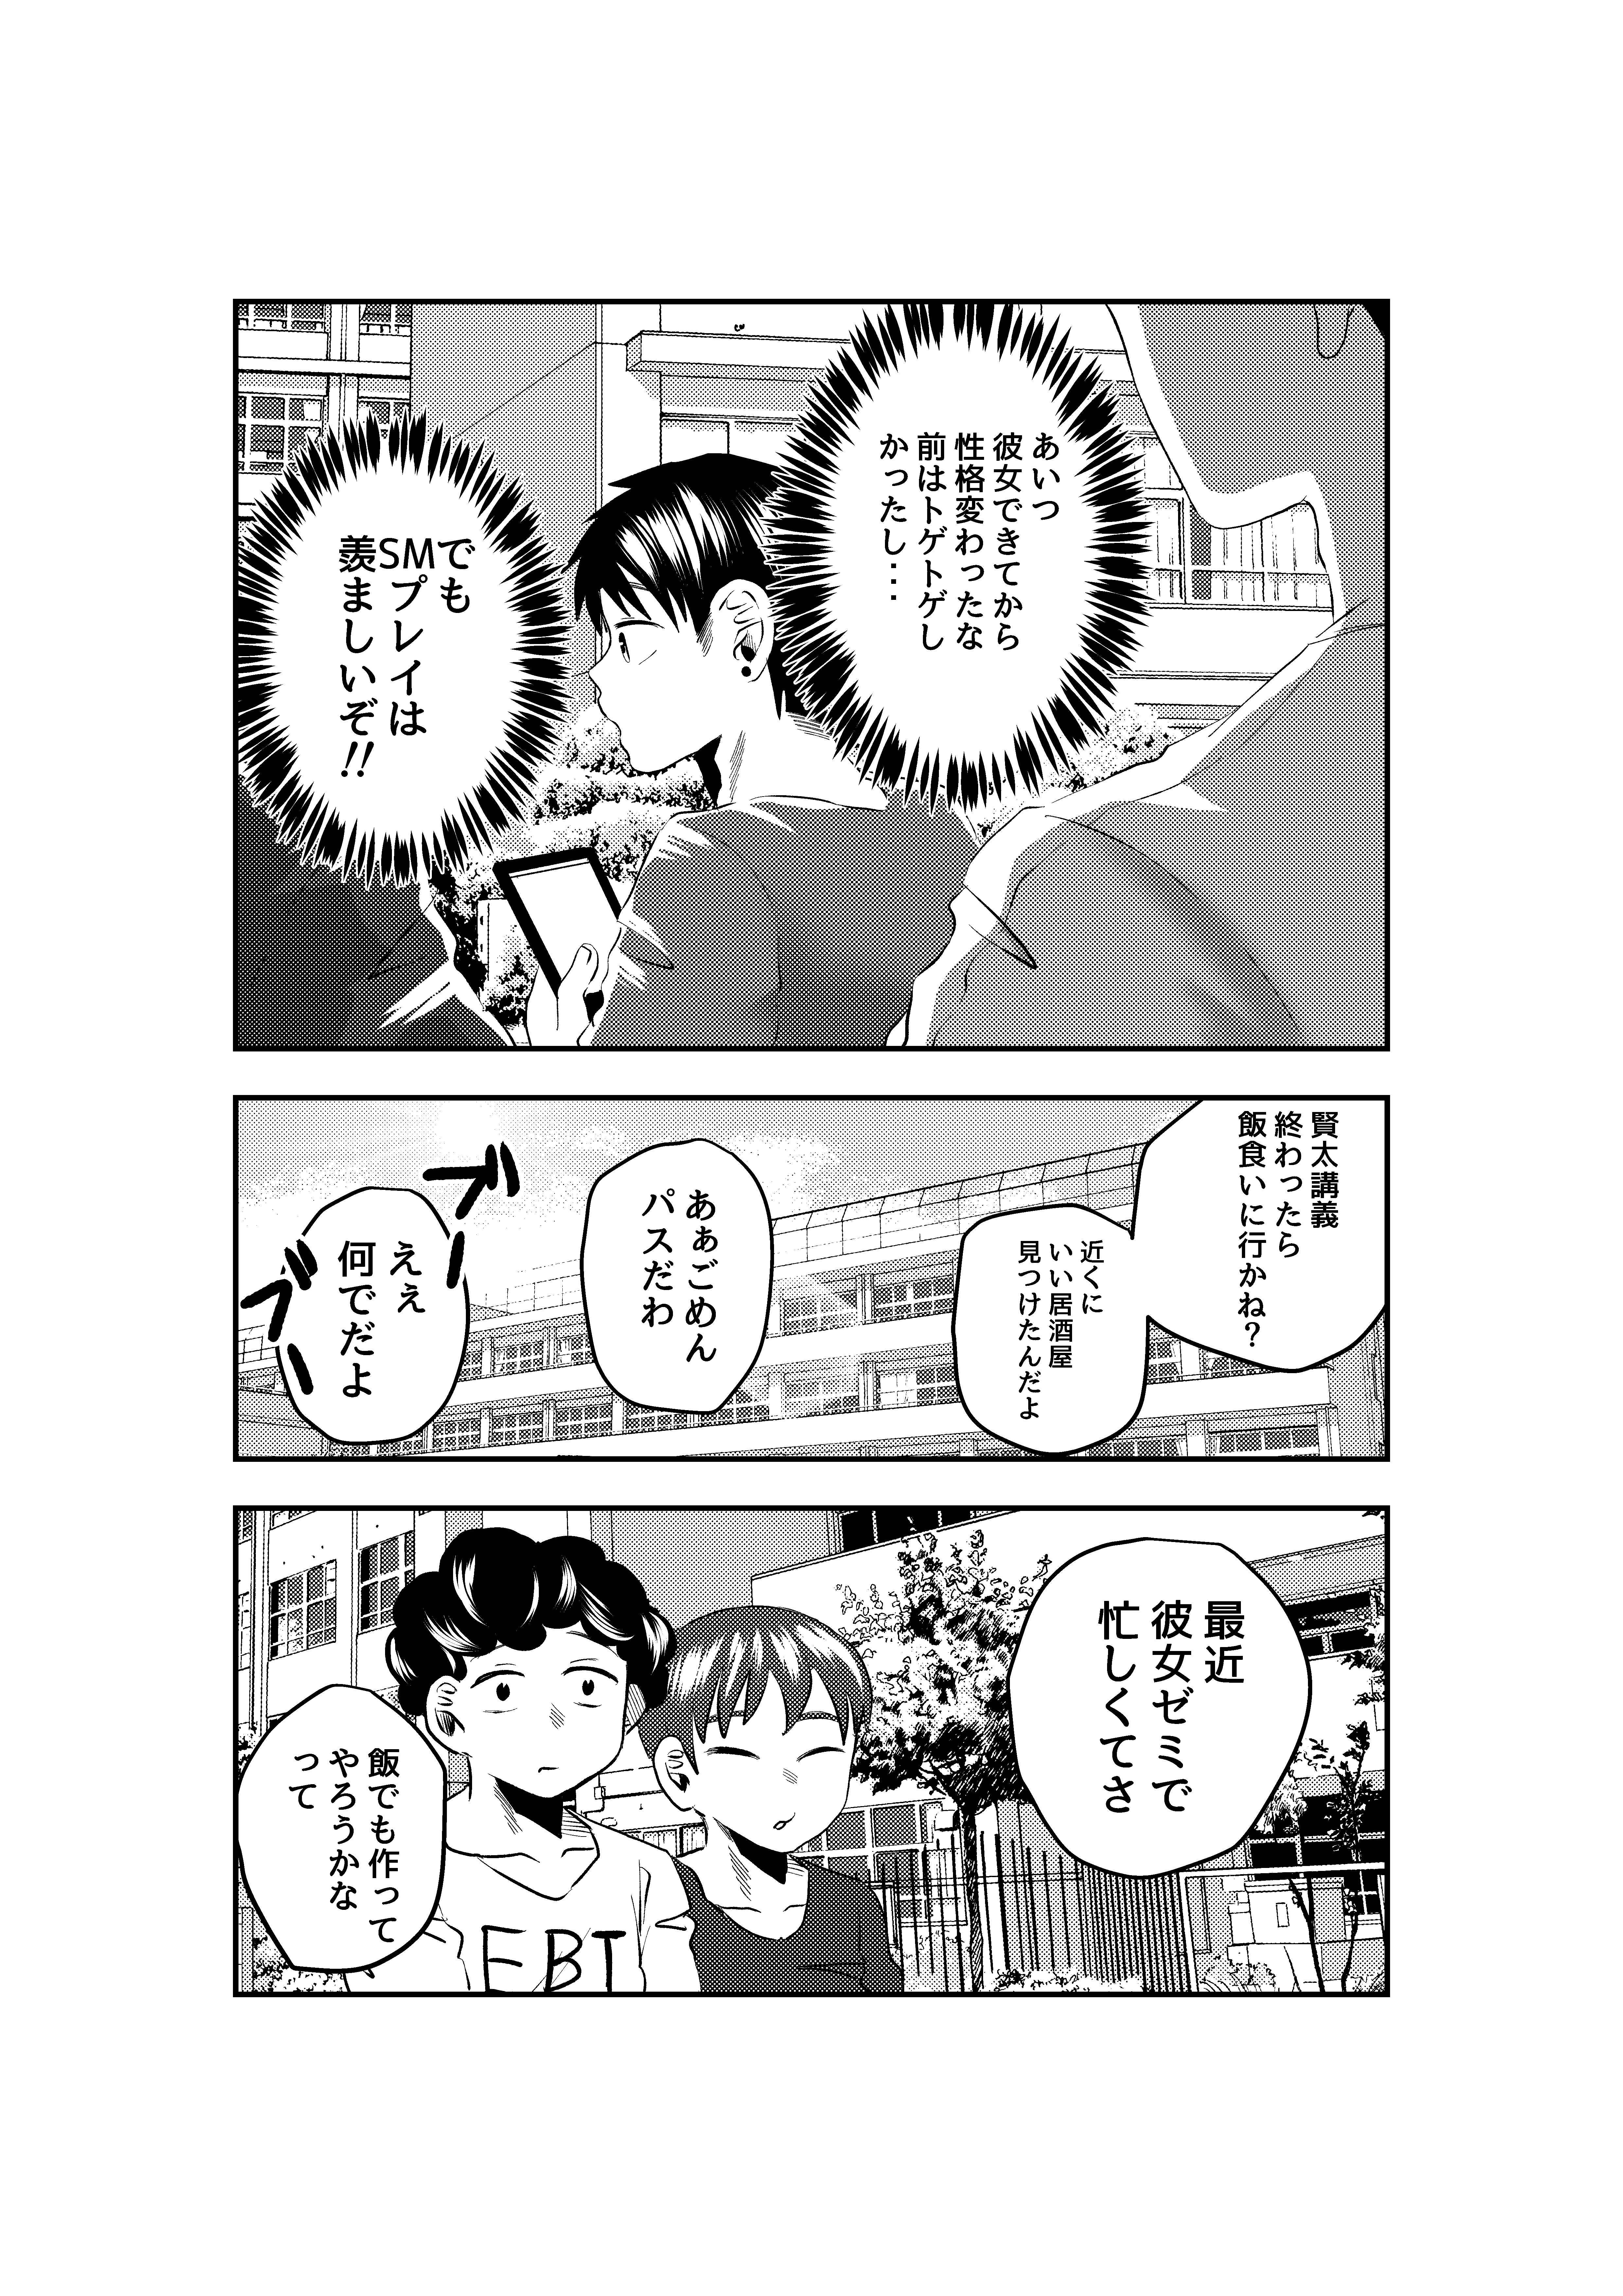 あいつ
彼女できてから
性格変わったな
前はトゲトゲし
かったし・・・
でも
SMプレイは
羨ましいぞ!!
賢太講義
終わったら
飯食いに行かね？
近くに
いい居酒屋
見つけたんだよ
あぁごめん
パスだわ
えぇ
何でだよ
ブー
ブー
最近
彼女ゼミで
忙しくてさ
飯でも作って
やろうかな
って
EBI